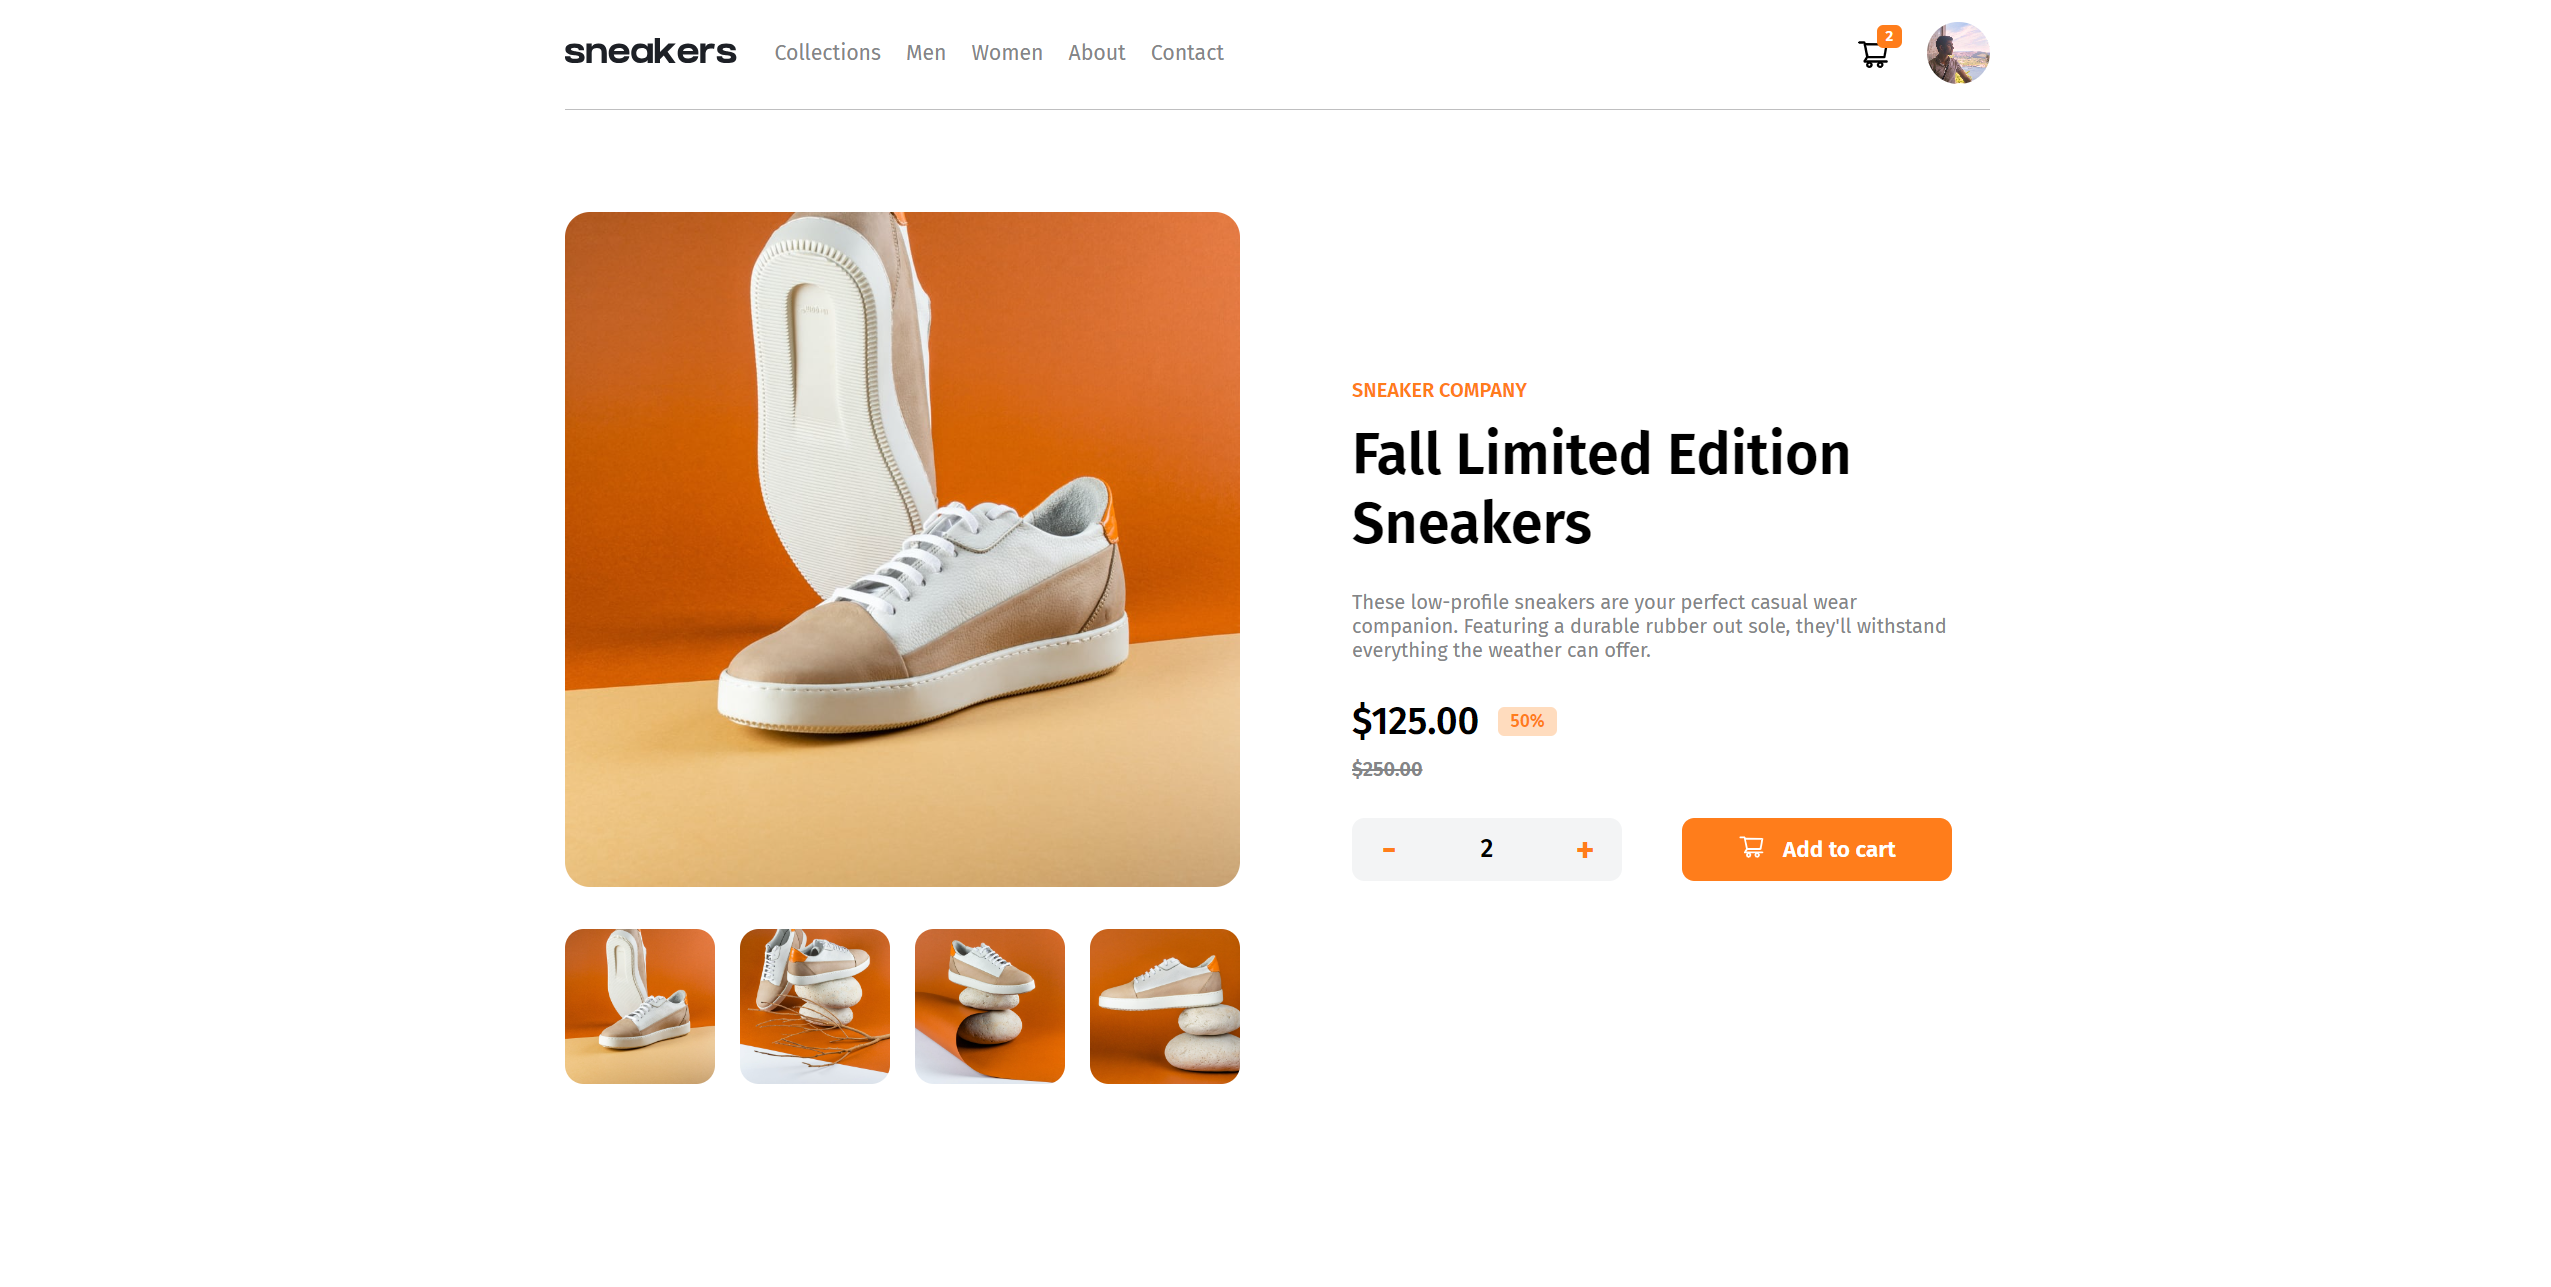 sneakers
Collections Men Women About Contact
2
SNEAKER COMPANY
Fall Limited Edition
Sneakers
These low-profile sneakers are your perfect casual wear
companion. Featuring a durable rubber out sole, they'll withstand
everything the weather can offer.
$125.00 50%
$250.00
- 2 +
Add to cart